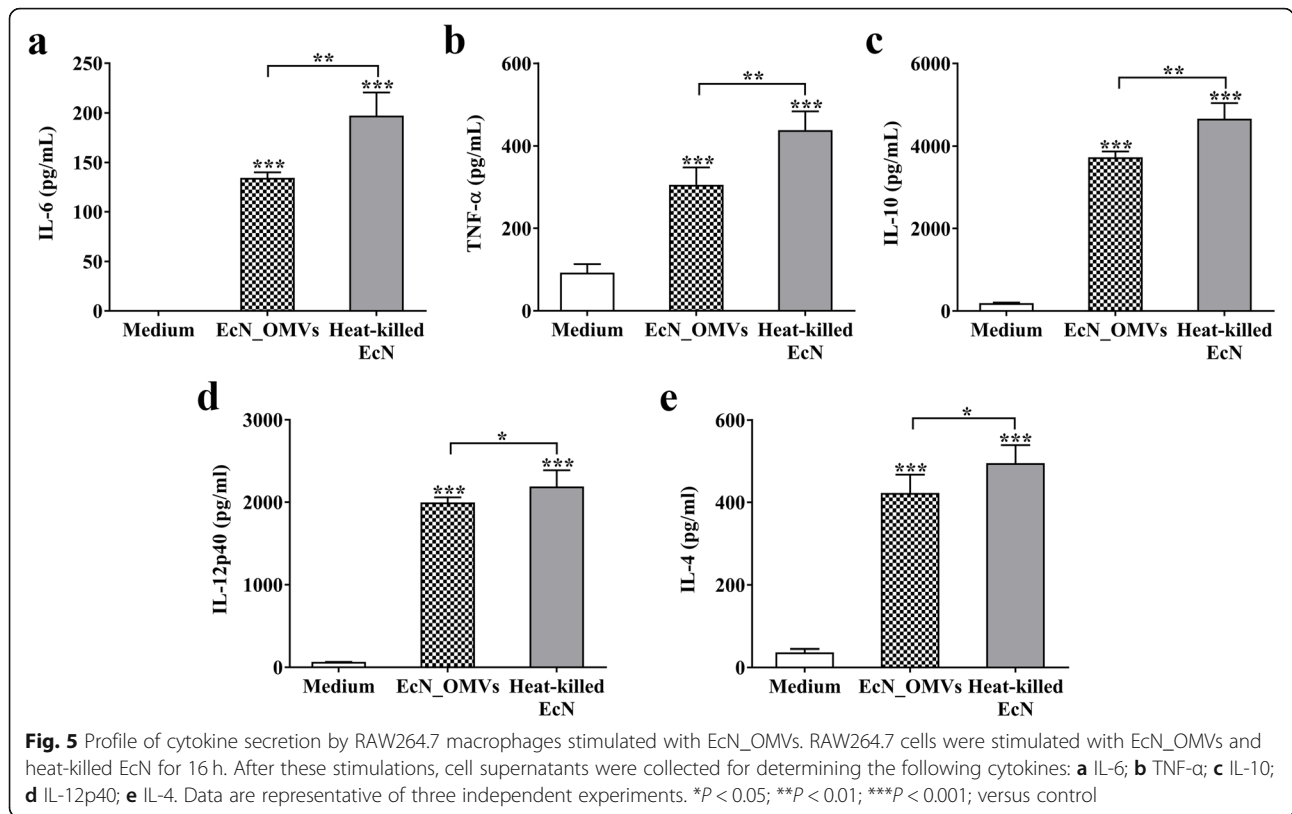 a
IL-6 (pg/mL)
250
200
150
100
50
0
**
***
***
Medium
EcN_OMVs
Heat-killed
EcN
b
TNF-α (pg/mL)
600
400
200
0
**
***
***
Medium
EcN_OMVs
Heat-killed
EcN
c
IL-10 (pg/mL)
6000
4000
2000
0
**
***
***
Medium
EcN_OMVs
Heat-killed
EcN
d
IL-12p40 (pg/ml)
3000
2000
1000
0
*
***
***
Medium
EcN_OMVs
Heat-killed
EcN
e
IL-4 (pg/ml)
600
400
200
0
*
***
***
Medium
EcN_OMVs
Heat-killed
EcN
Fig. 5 Profile of cytokine secretion by RAW264.7 macrophages stimulated with EcN_OMVs. RAW264.7 cells were stimulated with EcN_OMVs and
heat-killed EcN for 16 h. After these stimulations, cell supernatants were collected for determining the following cytokines: a IL-6; b TNF-α; c IL-10;
d IL-12p40; e IL-4. Data are representative of three independent experiments. *P < 0.05; **P < 0.01; ***P < 0.001; versus control